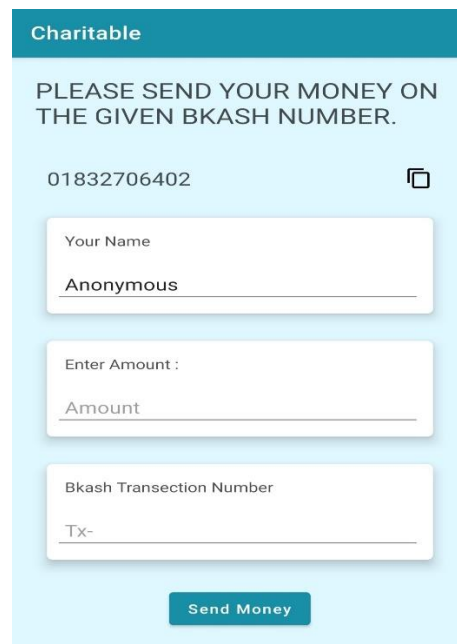 Charitable
PLEASE SEND YOUR MONEY ON
THE GIVEN BKASH NUMBER.
01832706402
Your Name
Anonymous
Enter Amount :
Amount
Bkash Transection Number
Tx-
Send Money